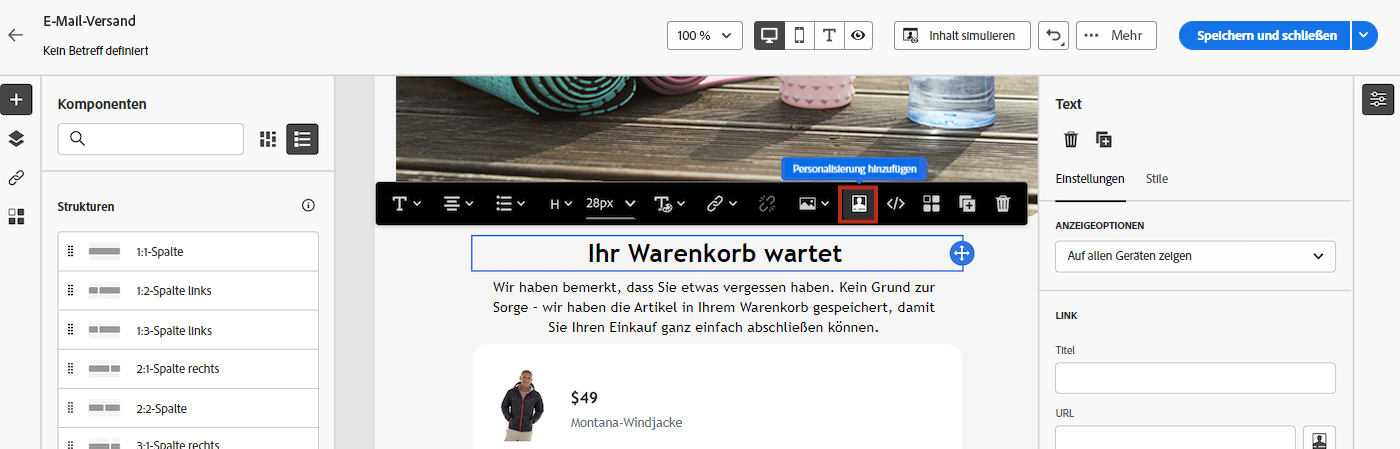 E-Mail-Versand
Kein Betreff definiert
100 %
Inhalt simulieren
Mehr
Speichern und schließen
Komponenten
Strukturen
1:1-Spalte
1:2-Spalte links
1:3-Spalte links
2:1-Spalte rechts
2:2-Spalte
3:1-Spalte rechts
Personalisierung hinzufügen
H
28px
Ihr Warenkorb wartet
Wir haben bemerkt, dass Sie etwas vergessen haben. Kein Grund zur
Sorge – wir haben die Artikel in Ihrem Warenkorb gespeichert, damit
Sie Ihren Einkauf ganz einfach abschließen können.
$49
Montana-Windjacke
Text
Einstellungen Stile
ANZEIGEOPTIONEN
Auf allen Geräten zeigen
LINK
Titel
URL